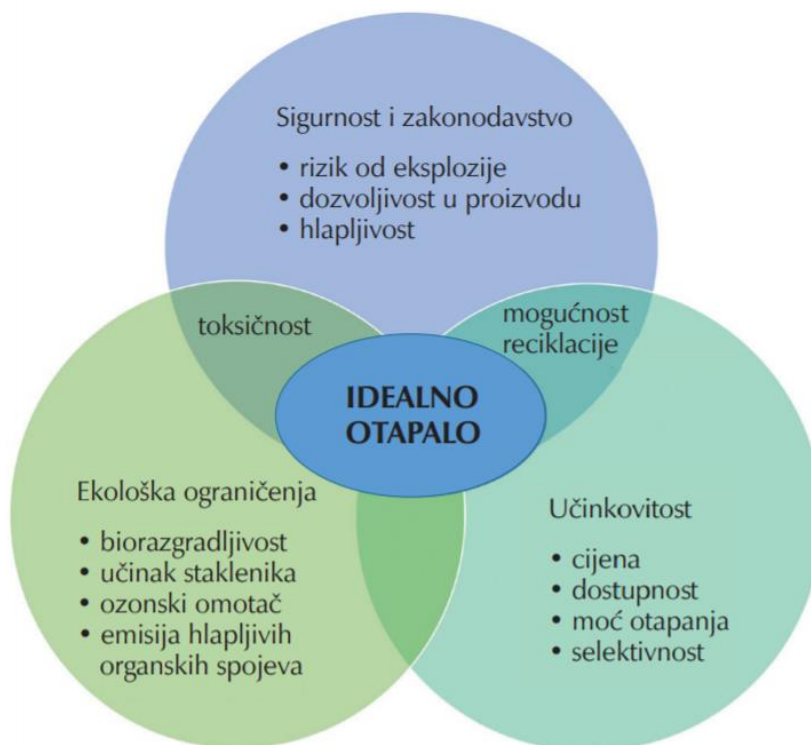 Sigurnost i zakonodavstvo
• rizik od eksplozije
• dozvoljivost u proizvodu
• hlapljivost
toksičnost
mogućnost
reciklacije
IDEALNO
OTAPALO
Ekološka ograničenja
• biorazgradljivost
• učinak staklenika
• ozonski omotač
• emisija hlapljivih
organskih spojeva
Učinkovitost
• cijena
• dostupnost
• moć otapanja
• selektivnost